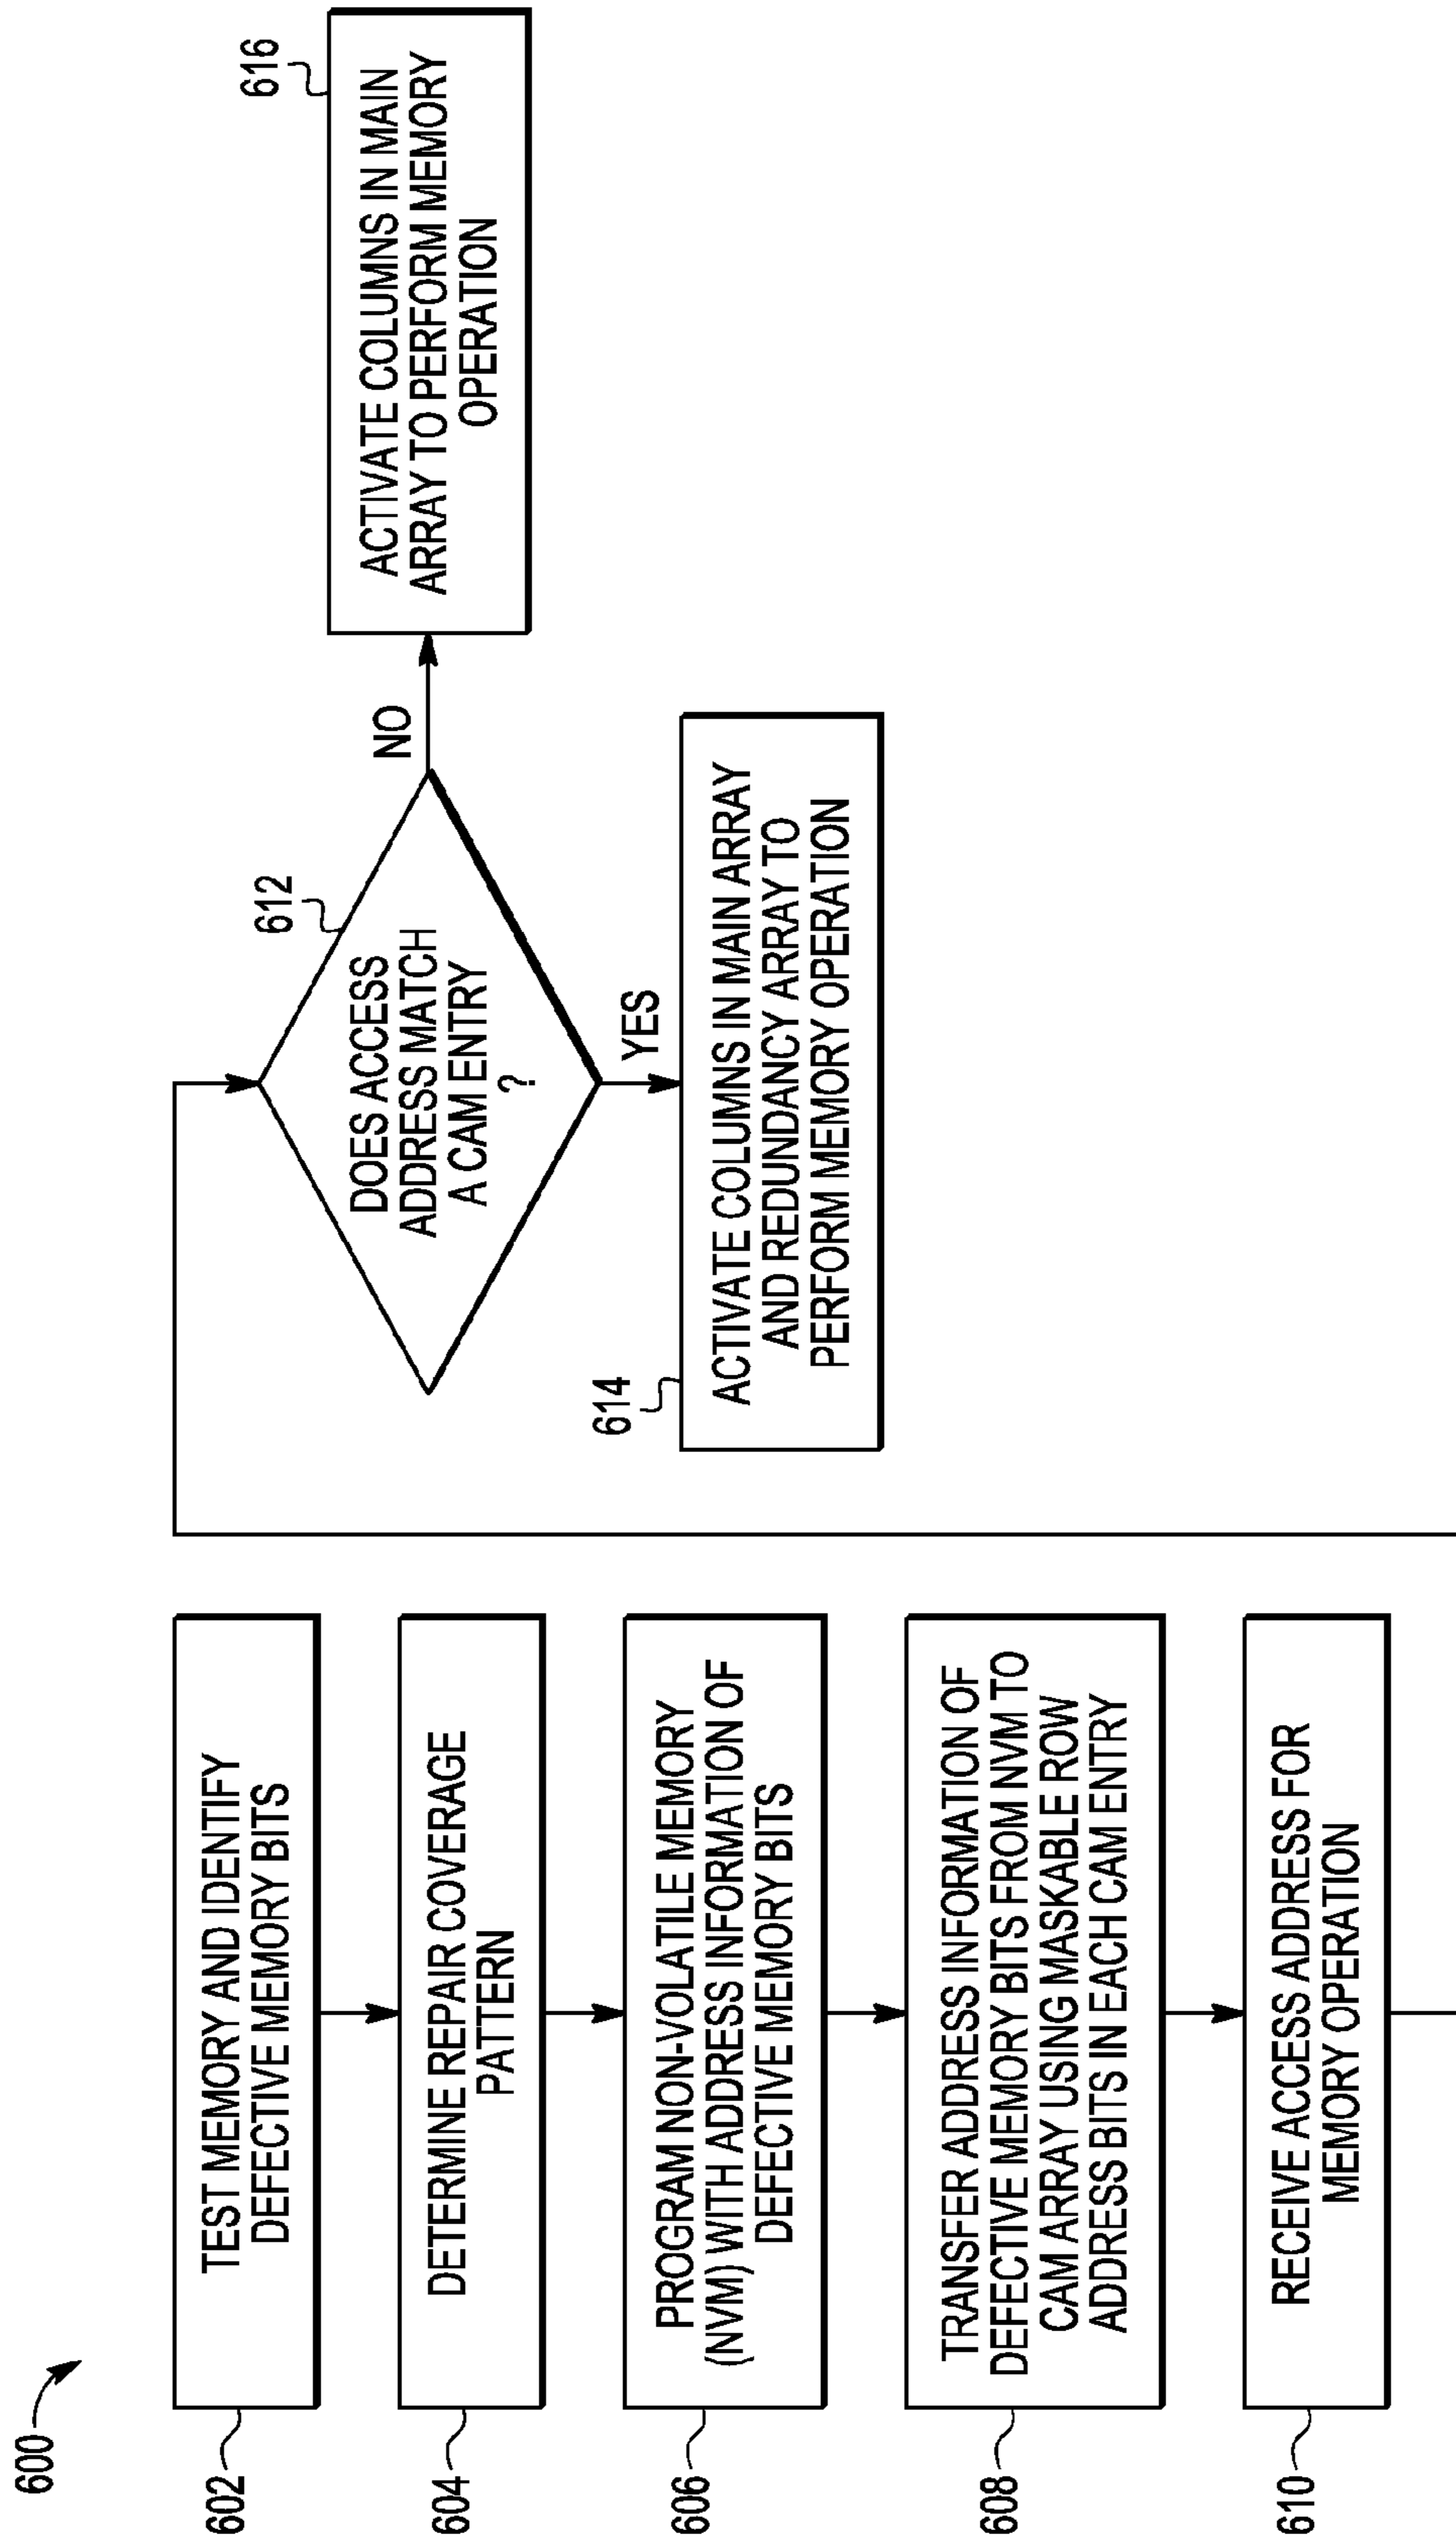 600
602
TEST MEMORY AND IDENTIFY
DEFECTIVE MEMORY BITS
604
DETERMINE REPAIR COVERAGE
PATTERN
606
PROGRAM NON-VOLATILE MEMORY
(NVM) WITH ADDRESS INFORMATION OF
DEFECTIVE MEMORY BITS
608
TRANSFER ADDRESS INFORMATION OF
DEFECTIVE MEMORY BITS FROM NVM TO
CAM ARRAY USING MASKABLE ROW
ADDRESS BITS IN EACH CAM ENTRY
610
RECEIVE ACCESS ADDRESS FOR
MEMORY OPERATION
612
DOES ACCESS
ADDRESS MATCH
A CAM ENTRY
?
NO
YES
614
ACTIVATE COLUMNS IN MAIN ARRAY
AND REDUNDANCY ARRAY TO
PERFORM MEMORY OPERATION
616
ACTIVATE COLUMNS IN MAIN
ARRAY TO PERFORM MEMORY
OPERATION